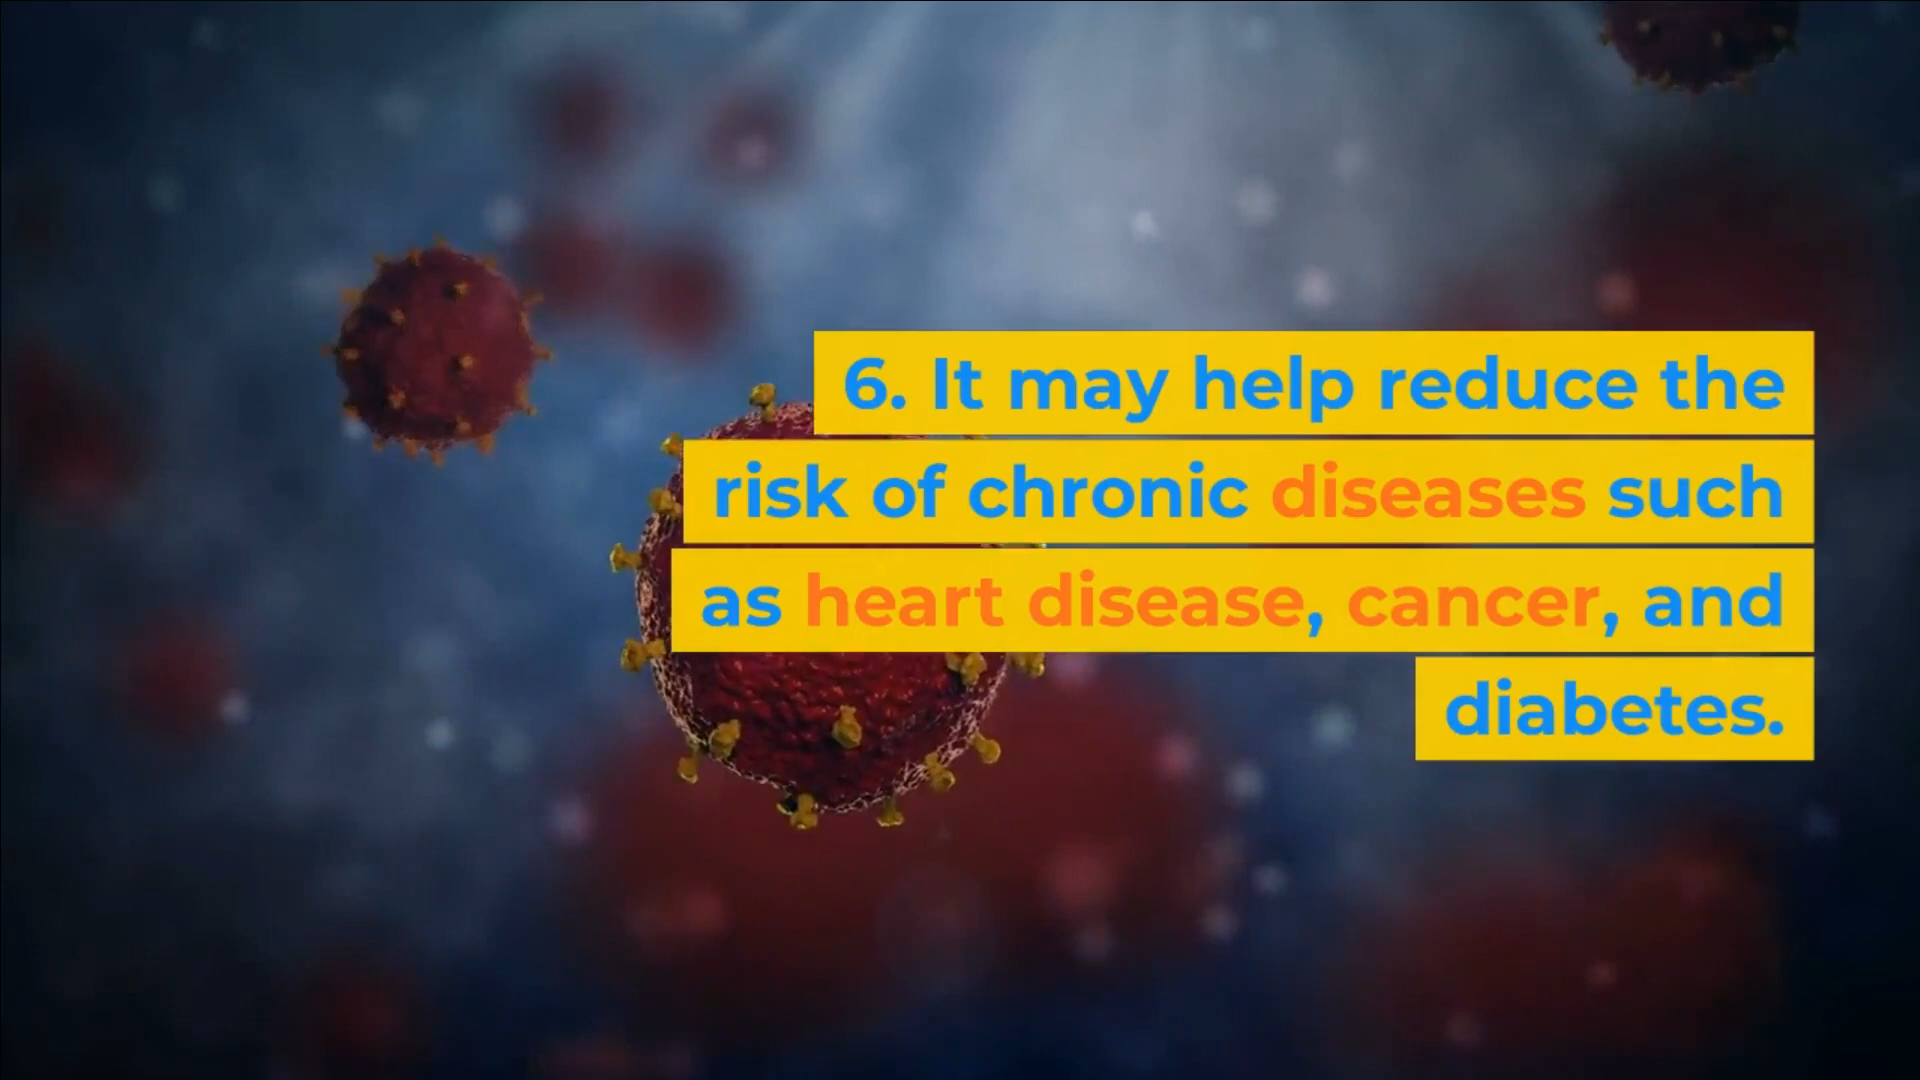 6. It may help reduce the
risk of chronic diseases such
as heart disease, cancer, and
diabetes.